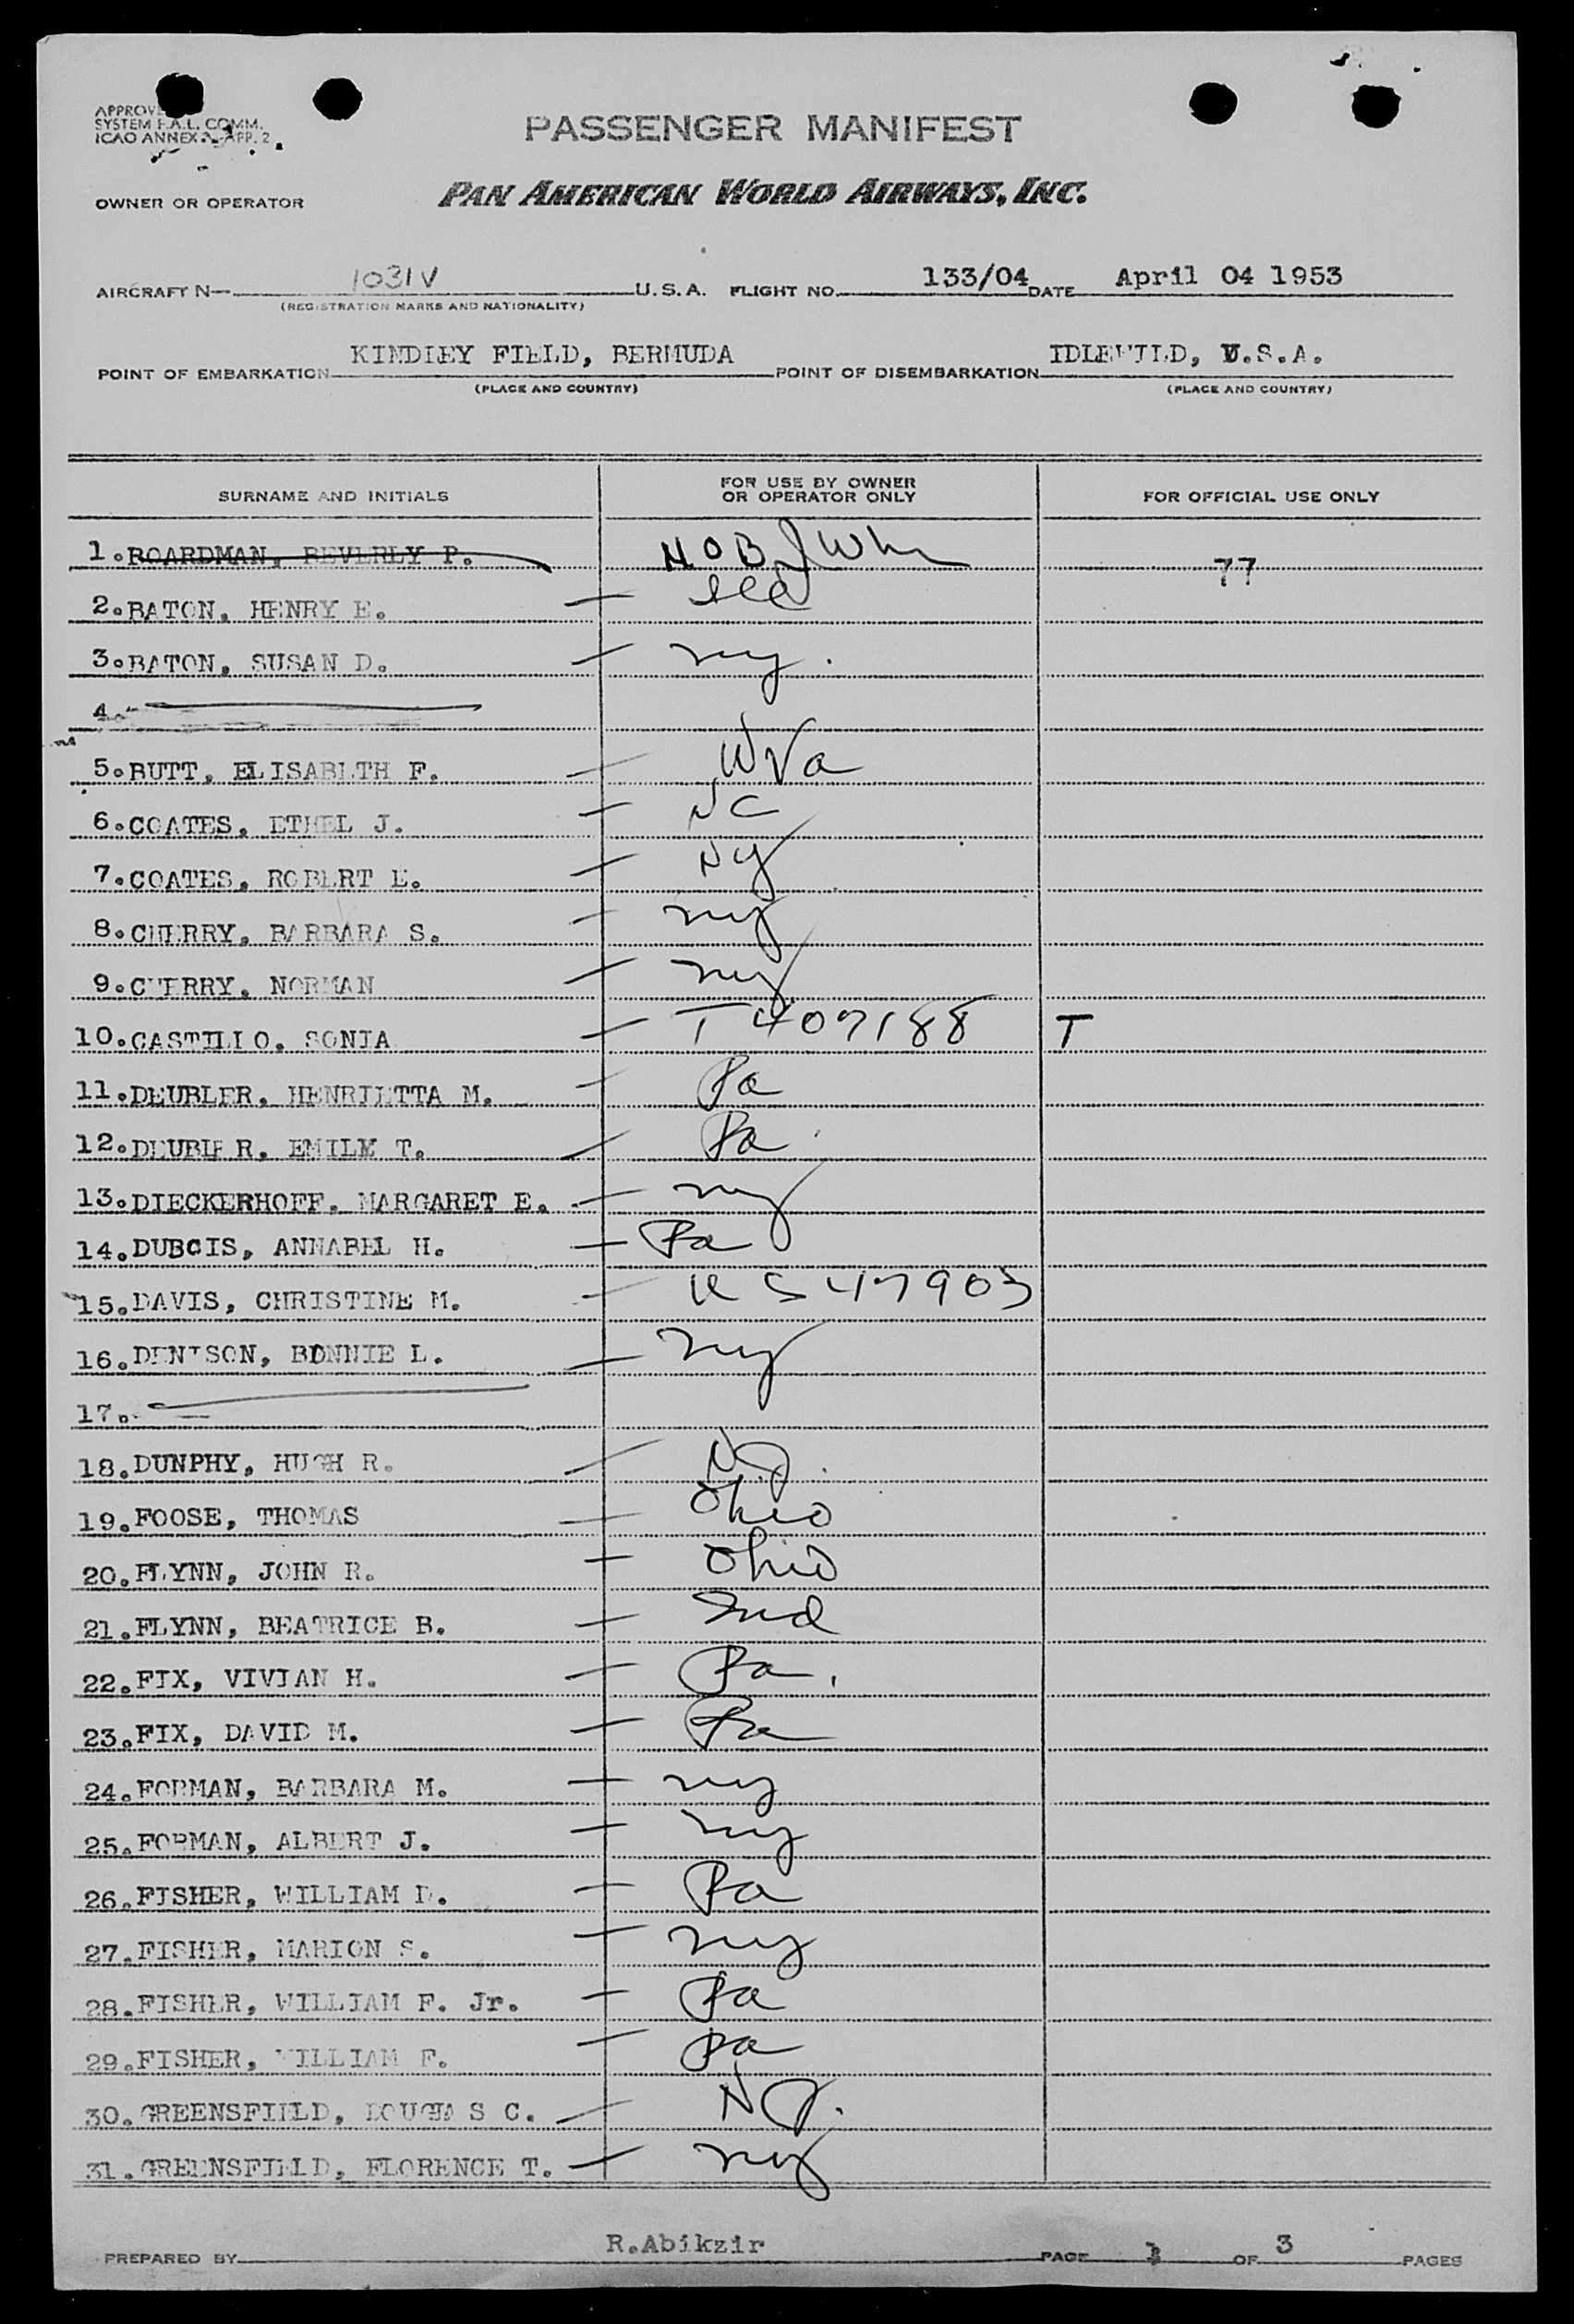 SYSTEM F.A.L. COMM.
ICAO ANNEX APP. 2
PASSENGER MANIFEST
OWNER OR OPERATOR PAN AMERICAN WORLD AIRWAYS, INC.
AIRCRAFT N— 1031V U.S.A. FLIGHT NO. 133/04 DATE April 04 1953
(REGISTRATION MARKS AND NATIONALITY)
POINT OF EMBARKATION KINDLEY FIELD, BERMUDA POINT OF DISEMBARKATION IDLEWILD, U.S.A.
(PLACE AND COUNTRY) (PLACE AND COUNTRY)
SURNAME AND INITIALS FOR USE BY OWNER OR OPERATOR ONLY FOR OFFICIAL USE ONLY
1. BOARDMAN, BEVERLY P. NOB 77
2. BATON, HENRY E. —
3. BATON, SUSAN D. — ny.
4.
5. BUTT, ELISABETH F. — WVa
6. COATES, ETHEL J. — NC
7. COATES, ROBERT E. — Ny
8. CHERRY, BARBARA S. — ny
9. CHERRY, NORMAN — ny
10. CASTILLO, SONIA — T407188 T
11. DEUBLER, HENRIETTA M. — Pa
12. DEUBLER, EMILE T. — Pa
13. DIECKERHOFF, MARGARET E. — ny
14. DUBOIS, ANNABEL H. — Pa
15. DAVIS, CHRISTINE M. — 47903
16. DENISON, BONNIE L. — ny
17.
18. DUNPHY, HUGH R. — NJ.
19. FOOSE, THOMAS — Ohio
20. FLYNN, JOHN R. — Ohio
21. FLYNN, BEATRICE B. — Ind
22. FIX, VIVIAN H. — Pa.
23. FIX, DAVID M. — Pa
24. FORMAN, BARBARA M. — ny
25. FORMAN, ALBERT J. — ny
26. FISHER, WILLIAM D. — Pa
27. FISHER, MARION S. — ny
28. FISHER, WILLIAM F. Jr. — Pa
29. FISHER, WILLIAM F. — Pa
30. GREENSFIELD, DOUGLAS C. — NJ.
31. GREENSFIELD, FLORENCE T. — ny
PREPARED BY R.Abikzir PAGE OF 3 PAGES